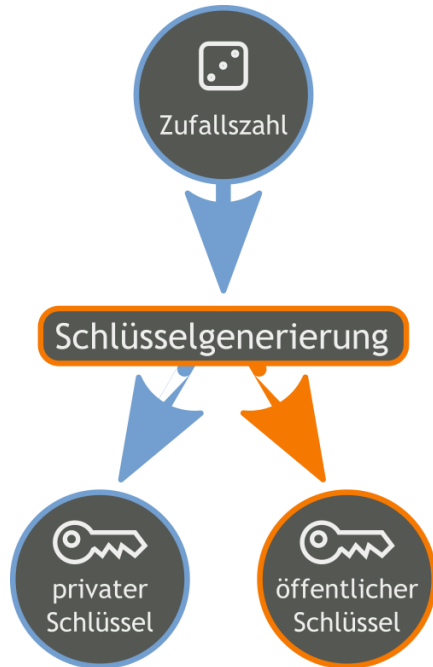 Zufallszahl
Schlüsselgenerierung
privater
Schlüssel
öffentlicher
Schlüssel